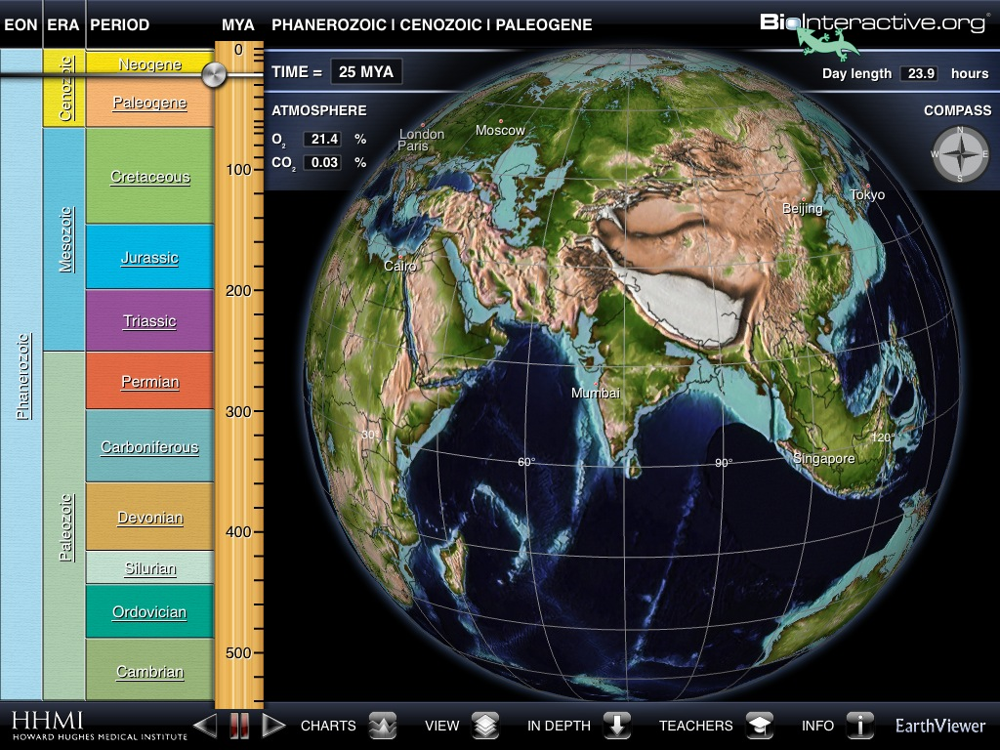 EON ERA PERIOD MYA PHANEROZOIC | CENOZOIC | PALEOGENE BioInteractive.org
TIME = 25 MYA
Day length 23.9 hours
ATMOSPHERE
O2 21.4 %
CO2 0.03 %
COMPASS
N
W E
S
Phanerozoic
Cenozoic
Mesozoic
Paleozoic
Neogene
Paleogene
Cretaceous
Jurassic
Triassic
Permian
Carboniferous
Devonian
Silurian
Ordovician
Cambrian
0
100
200
300
400
500
London
Paris
Moscow
Tokyo
Beijing
Cairo
Mumbai
Singapore
30°
60°
90°
120°
HHMI
HOWARD HUGHES MEDICAL INSTITUTE
CHARTS VIEW IN DEPTH TEACHERS INFO EarthViewer